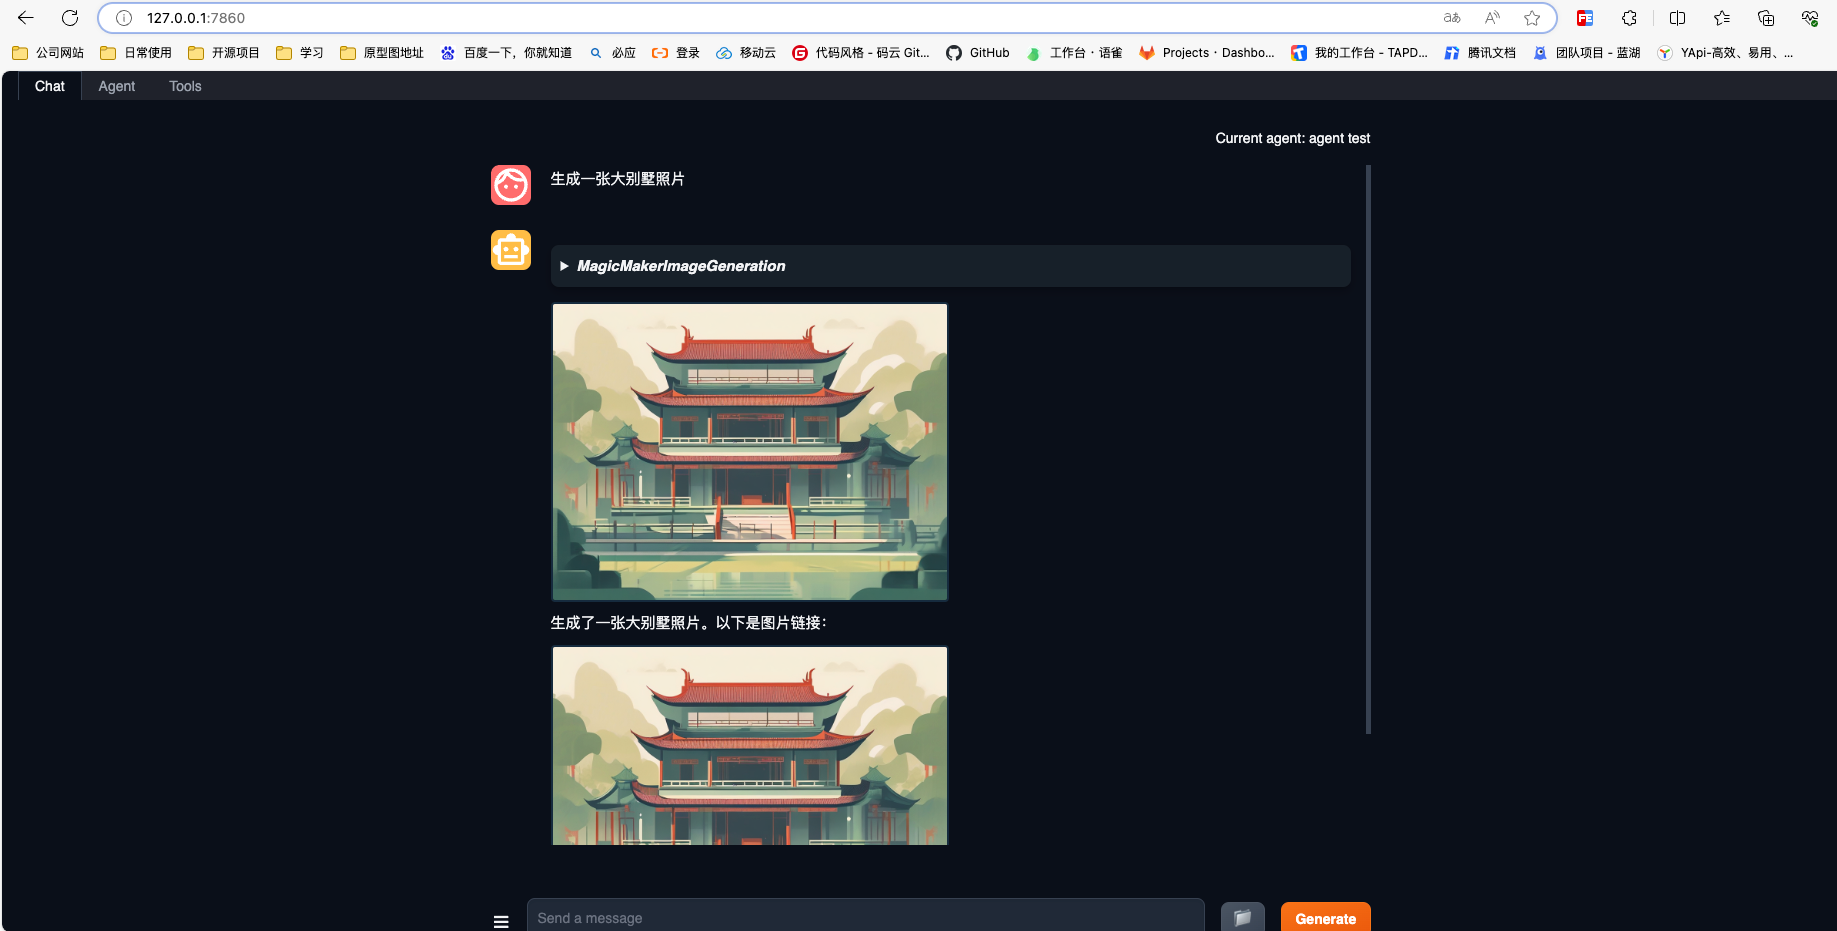 127.0.0.1:7860
公司网站 日常使用 开源项目 学习 原型图地址 百度一下，你就知道 必应 登录 移动云 代码风格 - 码云 Git... GitHub 工作台 · 语雀 Projects · Dashbo... 我的工作台 - TAPD... 腾讯文档 团队项目 - 蓝湖 YApi-高效、易用、...
Chat Agent Tools
Current agent: agent test
生成一张大别墅照片
MagicMakerImageGeneration
生成了一张大别墅照片。以下是图片链接：
Send a message
Generate